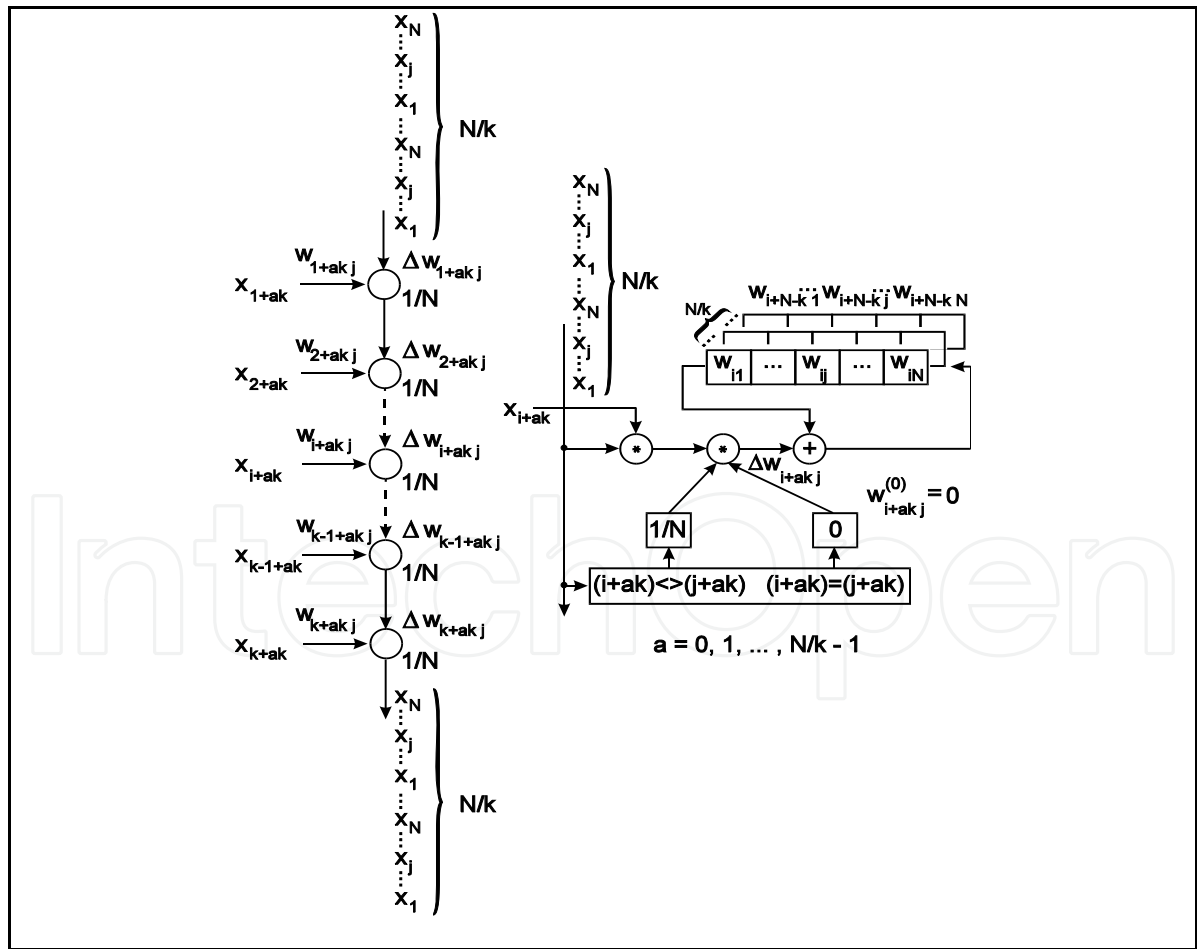 x_N
x_j
x_1
x_N
x_j
x_1
N/k
x_{1+ak}
w_{1+ak j}
Δw_{1+ak j}
1/N
x_{2+ak}
w_{2+ak j}
Δw_{2+ak j}
1/N
x_{i+ak}
w_{i+ak j}
Δw_{i+ak j}
1/N
x_{k-1+ak}
w_{k-1+ak j}
Δw_{k-1+ak j}
1/N
x_{k+ak}
w_{k+ak j}
Δw_{k+ak j}
1/N
x_N
x_j
x_1
x_N
x_j
x_1
N/k
x_N
x_j
x_1
x_N
x_j
x_1
N/k
x_{i+ak}
N/k
w_{i+N-k 1} ... w_{i+N-k j} ... w_{i+N-k N}
w_{i1} ... w_{ij} ... w_{iN}
* * +
Δw_{i+ak j}
w_{i+ak j}^{(0)} = 0
1/N 0
(i+ak)<>(j+ak) (i+ak)=(j+ak)
a = 0, 1, ... , N/k - 1
IntechOpen